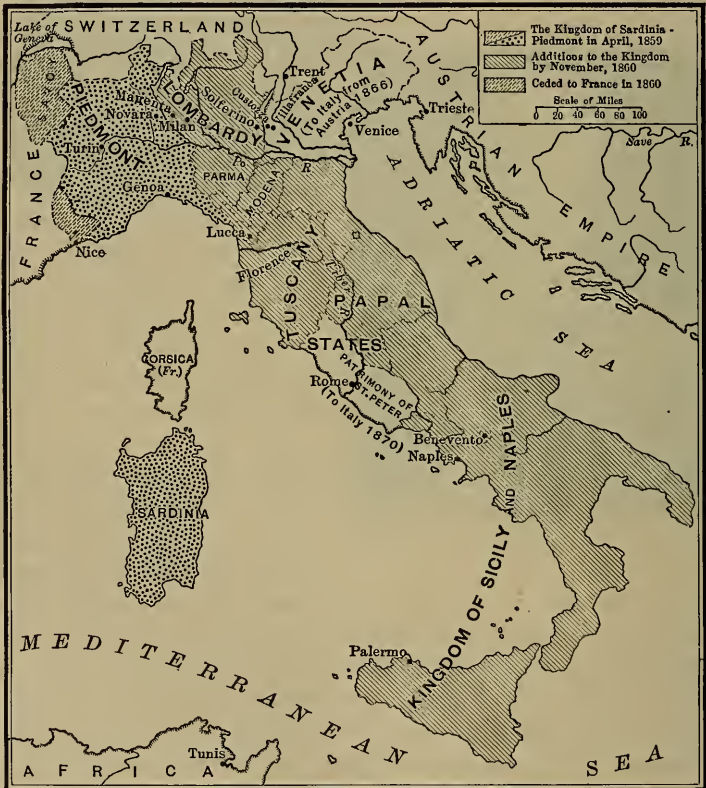 Lake of
Geneva
SWITZERLAND
The Kingdom of Sardinia -
Piedmont in April, 1859
Additions to the Kingdom
by November, 1860
Ceded to France in 1860
Scale of Miles
0 20 40 60 80 100
AUSTRIAN EMPIRE
Save R.
Trent
VENETIA
(To Italy from
Austria 1866)
Trieste
Venice
LOMBARDY
Solferino
Custozza
Villafranca
PIEDMONT
Magenta
Novara
Milan
Turin
Genoa
FRANCE
Nice
Po
R
PARMA
MODENA
Lucca
Florence
TUSCANY
Tiber R.
PAPAL
STATES
ADRIATIC SEA
CORSICA
(Fr.)
Rome
PATRIMONY OF
ST. PETER
(To Italy 1870)
Benevento
Naples
SARDINIA
KINGDOM OF SICILY AND NAPLES
MEDITERRANEAN
SEA
Palermo
Tunis
AFRICA